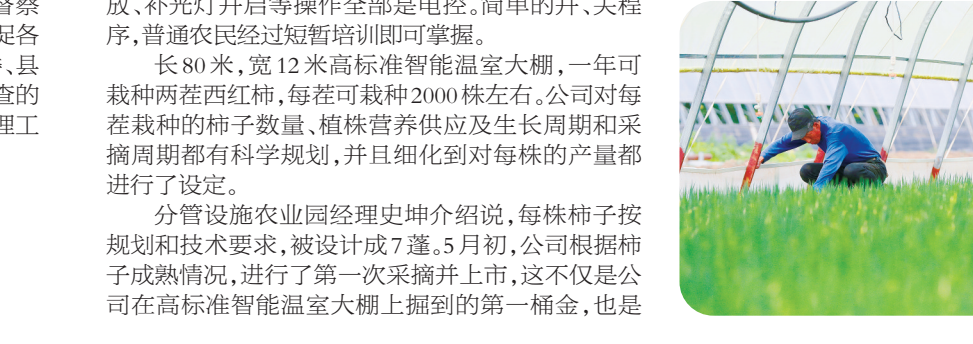 督察
足各
、县
查的
理工
放、补光灯开启等操作全部是电控。简单的开、关程
序,普通农民经过短暂培训即可掌握。
长80米,宽12米高标准智能温室大棚,一年可
栽种两茬西红柿,每茬可栽种2000株左右。公司对每
茬栽种的柿子数量、植株营养供应及生长周期和采
摘周期都有科学规划,并且细化到对每株的产量都
进行了设定。
分管设施农业园经理史坤介绍说,每株柿子按
规划和技术要求,被设计成7蓬。5月初,公司根据柿
子成熟情况,进行了第一次采摘并上市,这不仅是公
司在高标准智能温室大棚上掘到的第一桶金,也是